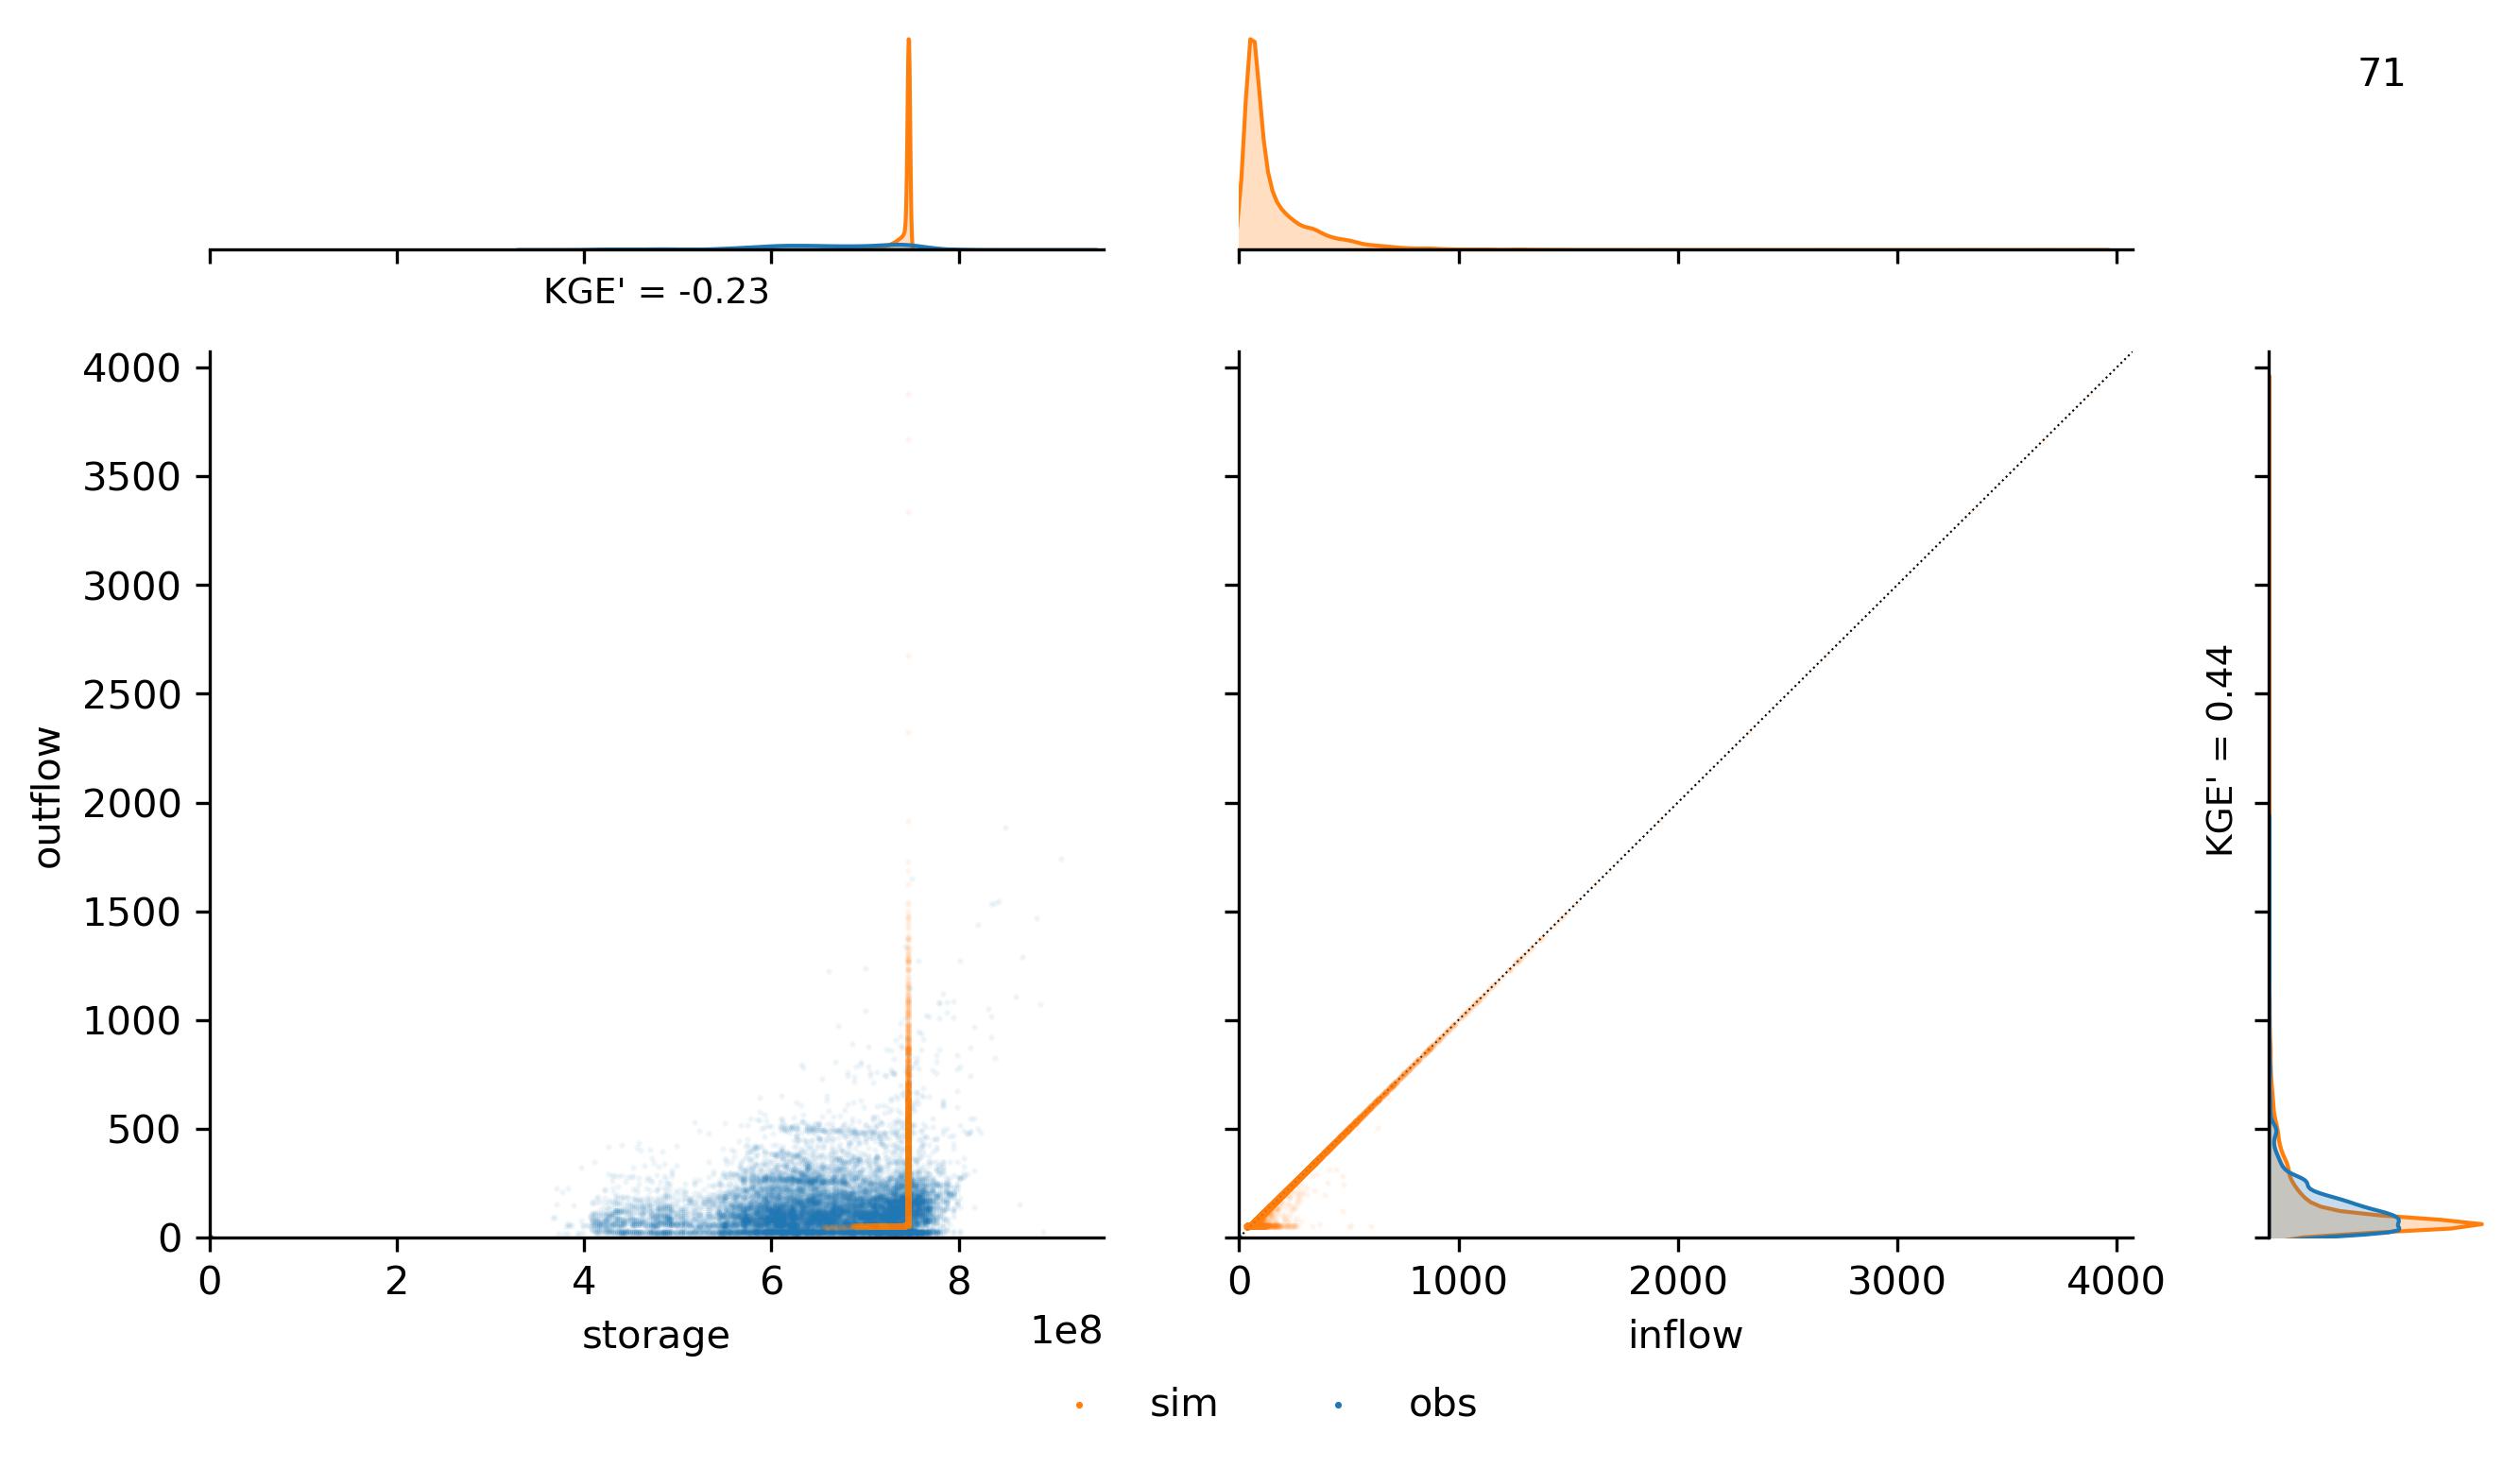 71
KGE' = -0.23
4000
3500
3000
2500
2000
1500
1000
500
0
outflow
KGE' = 0.44
0 2 4 6 8
1e8
storage
0 1000 2000 3000 4000
inflow
sim obs